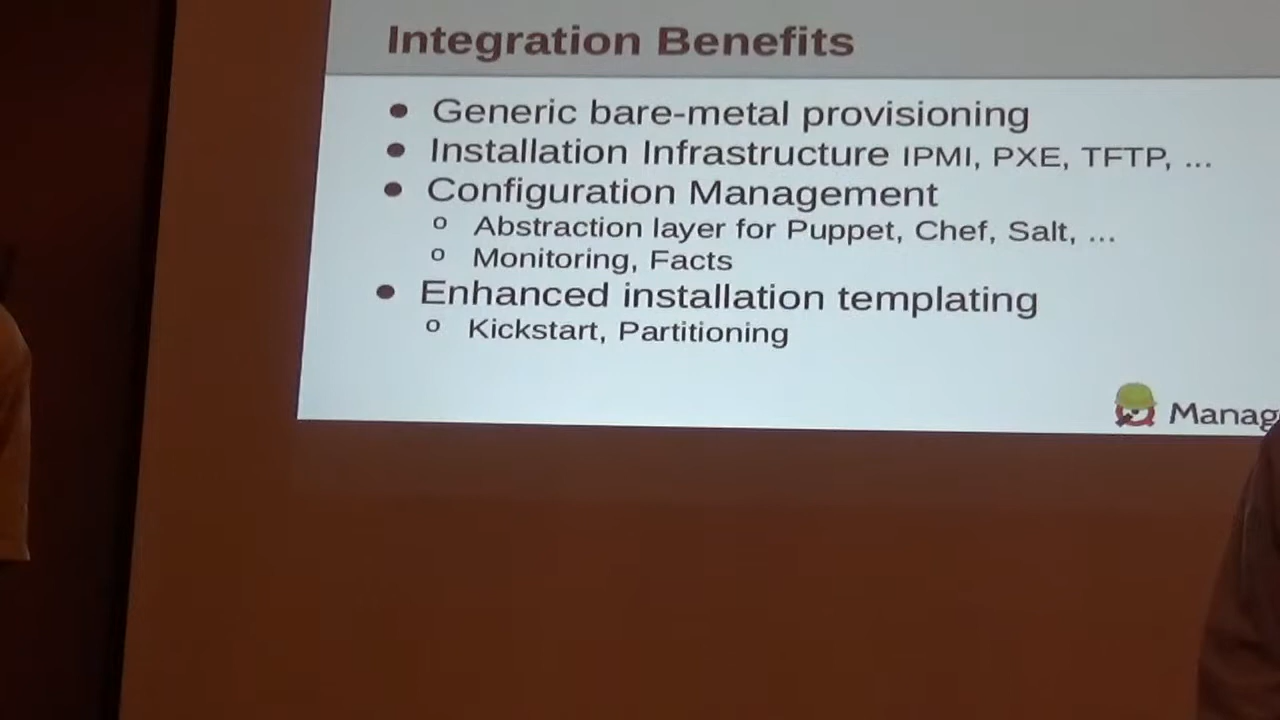 Integration Benefits
• Generic bare-metal provisioning
• Installation Infrastructure IPMI, PXE, TFTP, ...
• Configuration Management
o Abstraction layer for Puppet, Chef, Salt, ...
o Monitoring, Facts
• Enhanced installation templating
o Kickstart, Partitioning
Manag